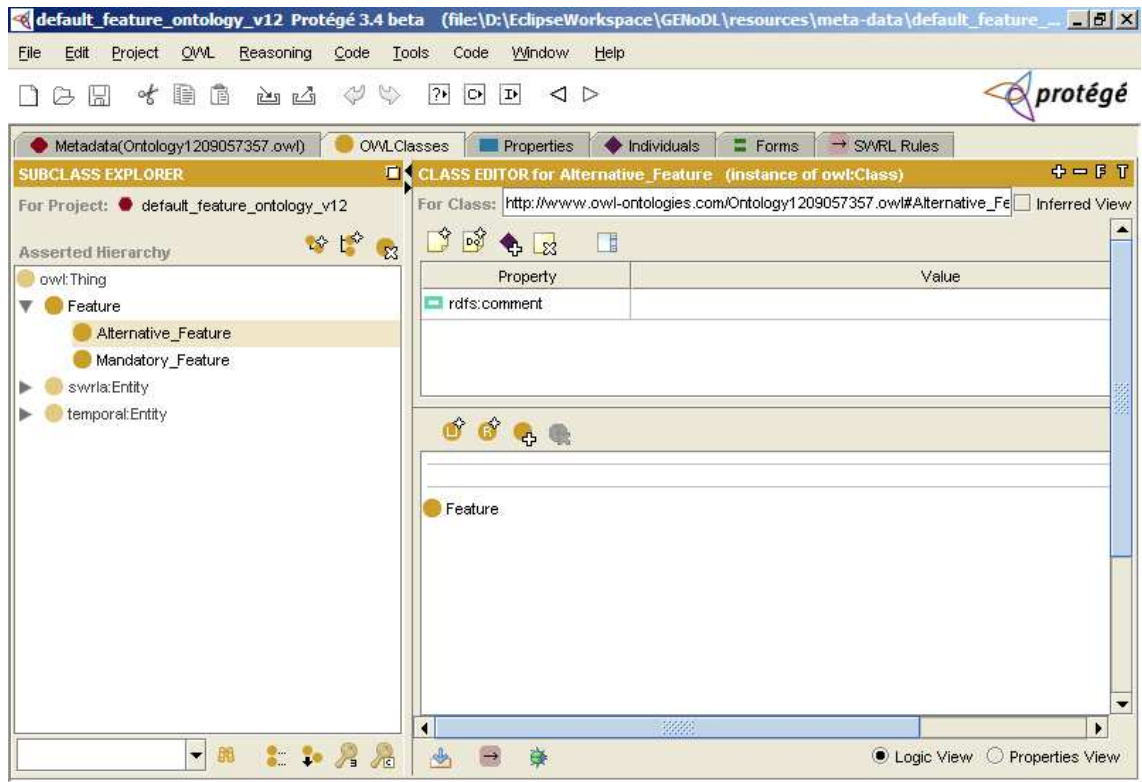 default_feature_ontology_v12 Protégé 3.4 beta (file:\D:\EclipseWorkspace\GENoDL\resources\meta-data\default_feature_...
File Edit Project OWL Reasoning Code Tools Code Window Help
protégé
Metadata(Ontology1209057357.owl) OWLClasses Properties Individuals Forms SWRL Rules
SUBCLASS EXPLORER
For Project: default_feature_ontology_v12
Asserted Hierarchy
owl:Thing
Feature
Alternative_Feature
Mandatory_Feature
swrla:Entity
temporal:Entity
CLASS EDITOR for Alternative_Feature (instance of owl:Class)
For Class: http://www.owl-ontologies.com/Ontology1209057357.owl#Alternative_Fe Inferred View
Property Value
rdfs:comment
Feature
Logic View Properties View